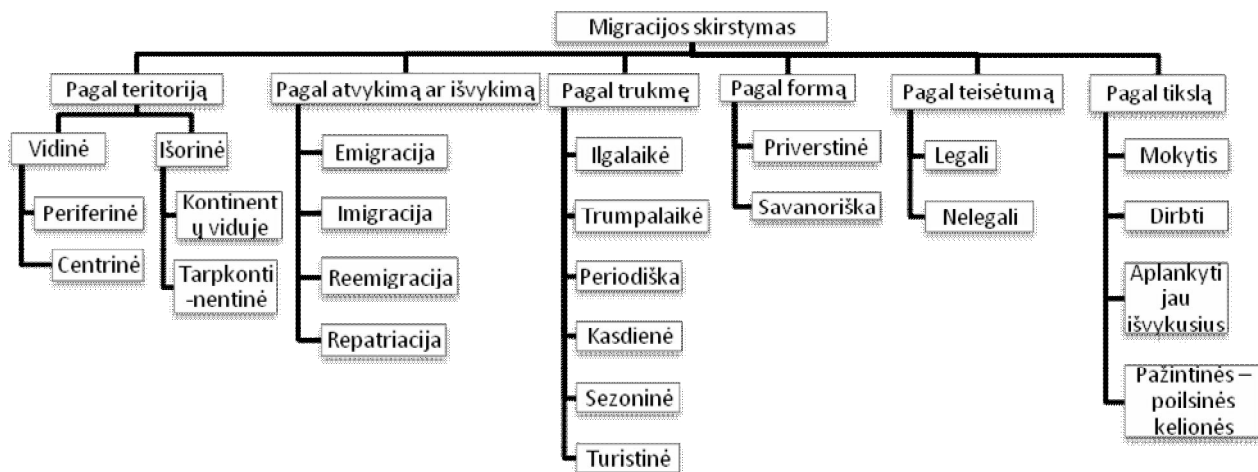 Migracijos skirstymas
Pagal teritoriją
Vidinė
Periferinė
Centrinė
Išorinė
Kontinent
ų viduje
Tarpkonti
-nentinė
Pagal atvykimą ar išvykimą
Emigracija
Imigracija
Reemigracija
Repatriacija
Pagal trukmę
Ilgalaikė
Trumpalaikė
Periodiška
Kasdienė
Sezoninė
Turistinė
Pagal formą
Priverstinė
Savanoriška
Pagal teisėtumą
Legali
Nelegali
Pagal tikslą
Mokytis
Dirbti
Aplankyti
jau
išvykusius
Pažintinės –
poilsinės
kelionės